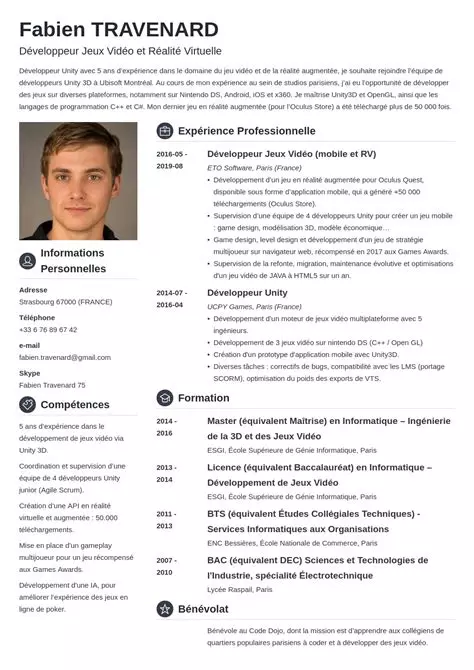 Fabien TRAVENARD
Développeur Jeux Vidéo et Réalité Virtuelle
Développeur Unity avec 5 ans d'expérience dans le domaine du jeu vidéo et de la réalité augmentée, je souhaite rejoindre l'équipe de
développeurs Unity 3D à Ubisoft Montréal. Au cours de mon expérience au sein de studios parisiens, j'ai eu l'opportunité de développer
des jeux sur diverses plateformes, notamment sur Nintendo DS, Android, iOS et x360. Je maîtrise Unity3D et OpenGL, ainsi que les
langages de programmation C++ et C#. Mon dernier jeu en réalité augmentée (pour l'Oculus Store) a été téléchargé plus de 50 000 fois.
Informations
Personnelles
Adresse
Strasbourg 67000 (FRANCE)
Téléphone
+33 6 76 89 67 42
e-mail
fabien.travenard@gmail.com
Skype
Fabien Travenard 75
Compétences
5 ans d'expérience dans le
développement de jeux vidéo via
Unity 3D.
Coordination et supervision d'une
équipe de 4 développeurs Unity
junior (Agile Scrum).
Création d'une API en réalité
virtuelle et augmentée : 50.000
téléchargements.
Mise en place d'un gameplay
multijoueur pour un jeu récompensé
aux Games Awards.
Développement d'une IA, pour
améliorer l'expérience des jeux en
ligne de poker.
Expérience Professionnelle
2016-05 -
2019-08
Développeur Jeux Vidéo (mobile et RV)
ETO Software, Paris (France)
• Développement d'un jeu en réalité augmentée pour Oculus Quest,
disponible sous forme d'application mobile, qui a généré +50 000
téléchargements (Oculus Store).
• Supervision d'une équipe de 4 développeurs Unity pour créer un jeu mobile
: game design, modélisation 3D, modèle économique…
• Game design, level design et développement d'un jeu de stratégie
multijoueur sur navigateur web, récompensé en 2017 aux Games Awards.
• Supervision de la refonte, migration, maintenance évolutive et optimisations
d'un jeu vidéo de JAVA à HTML5 sur un an.
2014-07 -
2016-04
Développeur Unity
UCPY Games, Paris (France)
• Développement d'un moteur de jeux vidéo multiplateforme avec 5
ingénieurs.
• Développement de 3 jeux vidéo sur nintendo DS (C++ / Open GL)
• Création d'un prototype d'application mobile avec Unity3D.
• Diverses tâches : correctifs de bugs, compatibilité avec les LMS (portage
SCORM), optimisation du poids des exports de VTS.
Formation
2014 -
2016
Master (équivalent Maîtrise) en Informatique – Ingénierie
de la 3D et des Jeux Vidéo
ESGI, École Supérieure de Génie Informatique, Paris
2013 -
2014
Licence (équivalent Baccalauréat) en Informatique –
Développement de Jeux Vidéo
ESGI, École Supérieure de Génie Informatique, Paris
2011 -
2013
BTS (équivalent Études Collégiales Techniques) -
Services Informatiques aux Organisations
ENC Bessières, École Nationale de Commerce, Paris
2007 -
2010
BAC (équivalent DEC) Sciences et Technologies de
l'Industrie, spécialité Électrotechnique
Lycée Raspail, Paris
Bénévolat
Bénévole au Code Dojo, dont la mission est d'apprendre aux collégiens de
quartiers populaires parisiens à coder et à développer des jeux vidéo.